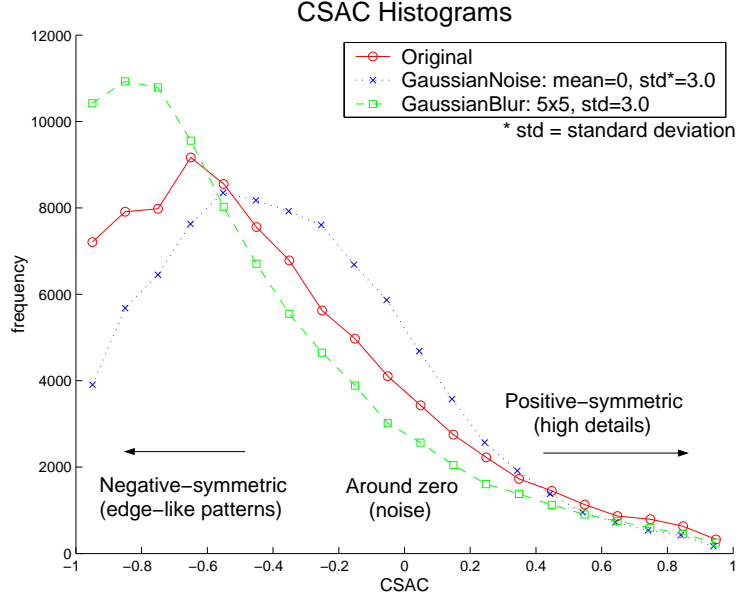 CSAC Histograms
12000
10000
8000
6000
4000
2000
0
frequency
Original
GaussianNoise: mean=0, std*=3.0
GaussianBlur: 5x5, std=3.0
* std = standard deviation
Positive−symmetric
(high details)
Negative−symmetric
(edge−like patterns)
Around zero
(noise)
−1 −0.8 −0.6 −0.4 −0.2 0 0.2 0.4 0.6 0.8 1
CSAC